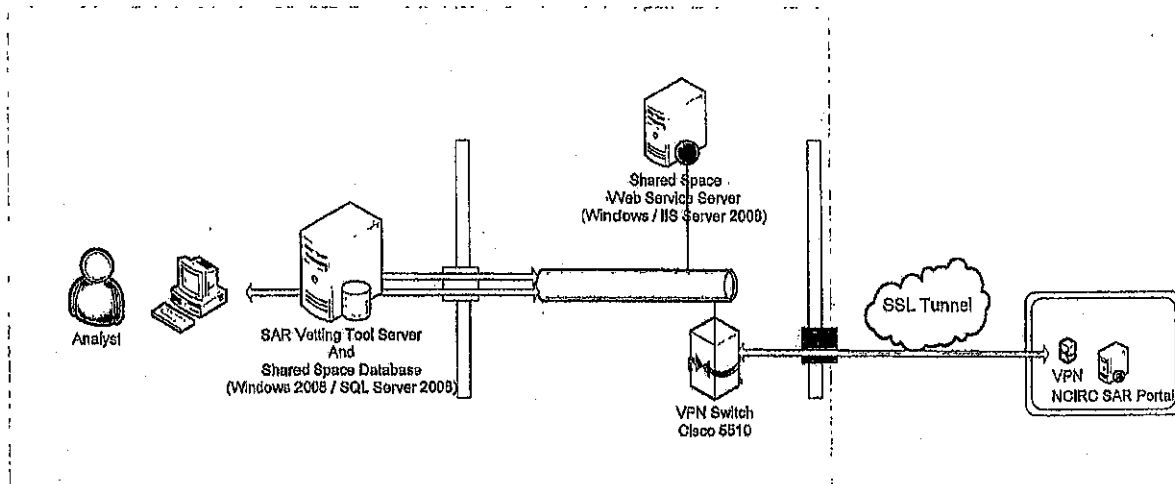 Analyst
SAR Vetting Tool Server
And
Shared Space Database
(Windows 2008 / SQL Server 2008)
Shared Space
Web Service Server
(Windows / IIS Server 2008)
VPN Switch
Cisco 5510
SSL Tunnel
VPN
NCIRC SAR Portal